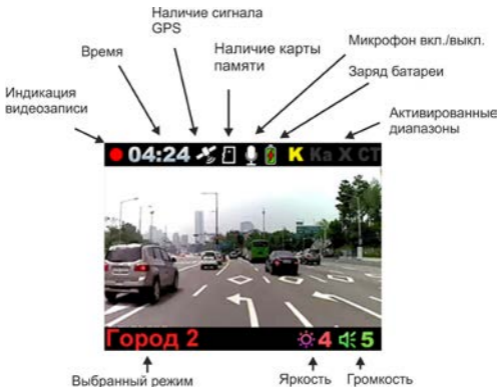 Наличие сигнала
GPS
Время
Наличие карты
памяти
Микрофон вкл./выкл.
Заряд батареи
Индикация
видеозаписи
Активированные
диапазоны
04:24 K Ka X СТ
Город 2 4 5
Выбранный режим Яркость Громкость